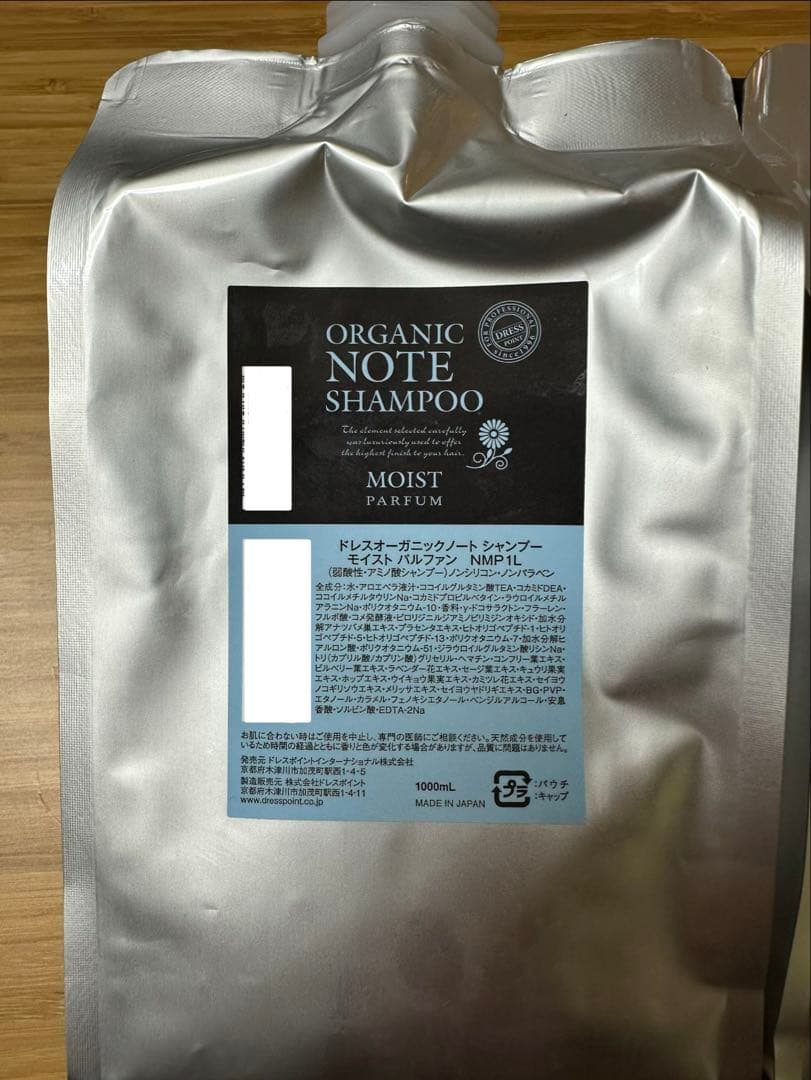 ORGANIC
NOTE
SHAMPOO
FOR PROFESSIONAL
DRESS
POINT
since1996
The element selected carefully
was luxuriously used to offer
the highest finish to your hair.
MOIST
PARFUM
ドレスオーガニックノート シャンプー
モイスト パルファン NMP1L
(弱酸性・アミノ酸シャンプー)ノンシリコン・ノンパラベン
全成分:水・アロエベラ液汁・ココイルグルタミン酸TEA・コカミドDEA・
ココイルメチルタウリンNa・コカミドプロピルベタイン・ラウロイルメチル
アラニンNa・ポリクオタニウム-10・香料・γ-ドコサラクトン・フラーレン・
フルボ酸・コメ発酵液・ピロリジニルジアミノピリミジンオキシド・加水分
解アナツバメ巣エキス・プラセンタエキス・ヒトオリゴペプチド-1・ヒトオリ
ゴペプチド-5・ヒトオリゴペプチド-13・ポリクオタニウム-7・加水分解ヒ
アルロン酸・ポリクオタニウム-51・ジラウロイルグルタミン酸リシンNa・
トリ(カプリル酸/カプリン酸)グリセリル・ヘマチン・コンフリー葉エキス・
ビルベリー葉エキス・ラベンダー花エキス・セージ葉エキス・キュウリ果実
エキス・ホップエキス・ウイキョウ果実エキス・カミツレ花エキス・セイヨウ
ノコギリソウエキス・メリッサエキス・セイヨウヤドリギエキス・BG・PVP・
エタノール・カラメル・フェノキシエタノール・ベンジルアルコール・安息
香酸・ソルビン酸・EDTA-2Na
お肌に合わない時はご使用を中止し、専門の医師にご相談ください。天然成分を使用して
いるため時間の経過とともに香りと色が変化する場合がありますが、品質に問題はありません。
発売元 ドレスポイントインターナショナル株式会社
京都府木津川市加茂町駅西1-4-5
製造販売元 株式会社ドレスポイント
京都府木津川市加茂町駅西1-4-11
www.dresspoint.co.jp
1000mL
MADE IN JAPAN
プラ
:パウチ
:キャップ